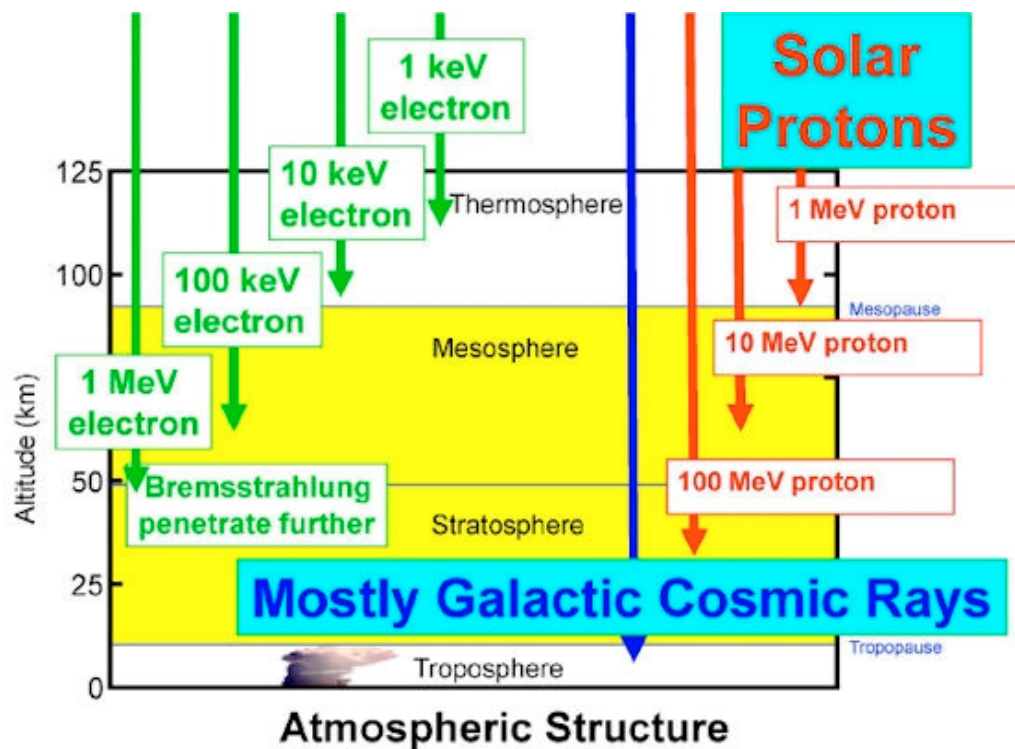 1 keV
electron
Solar
Protons
125
10 keV
electron
Thermosphere
1 MeV proton
100
100 keV
electron
Mesopause
Mesosphere
10 MeV proton
1 MeV
electron
Altitude (km)
100 MeV proton
50
Bremsstrahlung
penetrate further
Stratosphere
25
Mostly Galactic Cosmic Rays
Tropopause
Troposphere
0
Atmospheric Structure